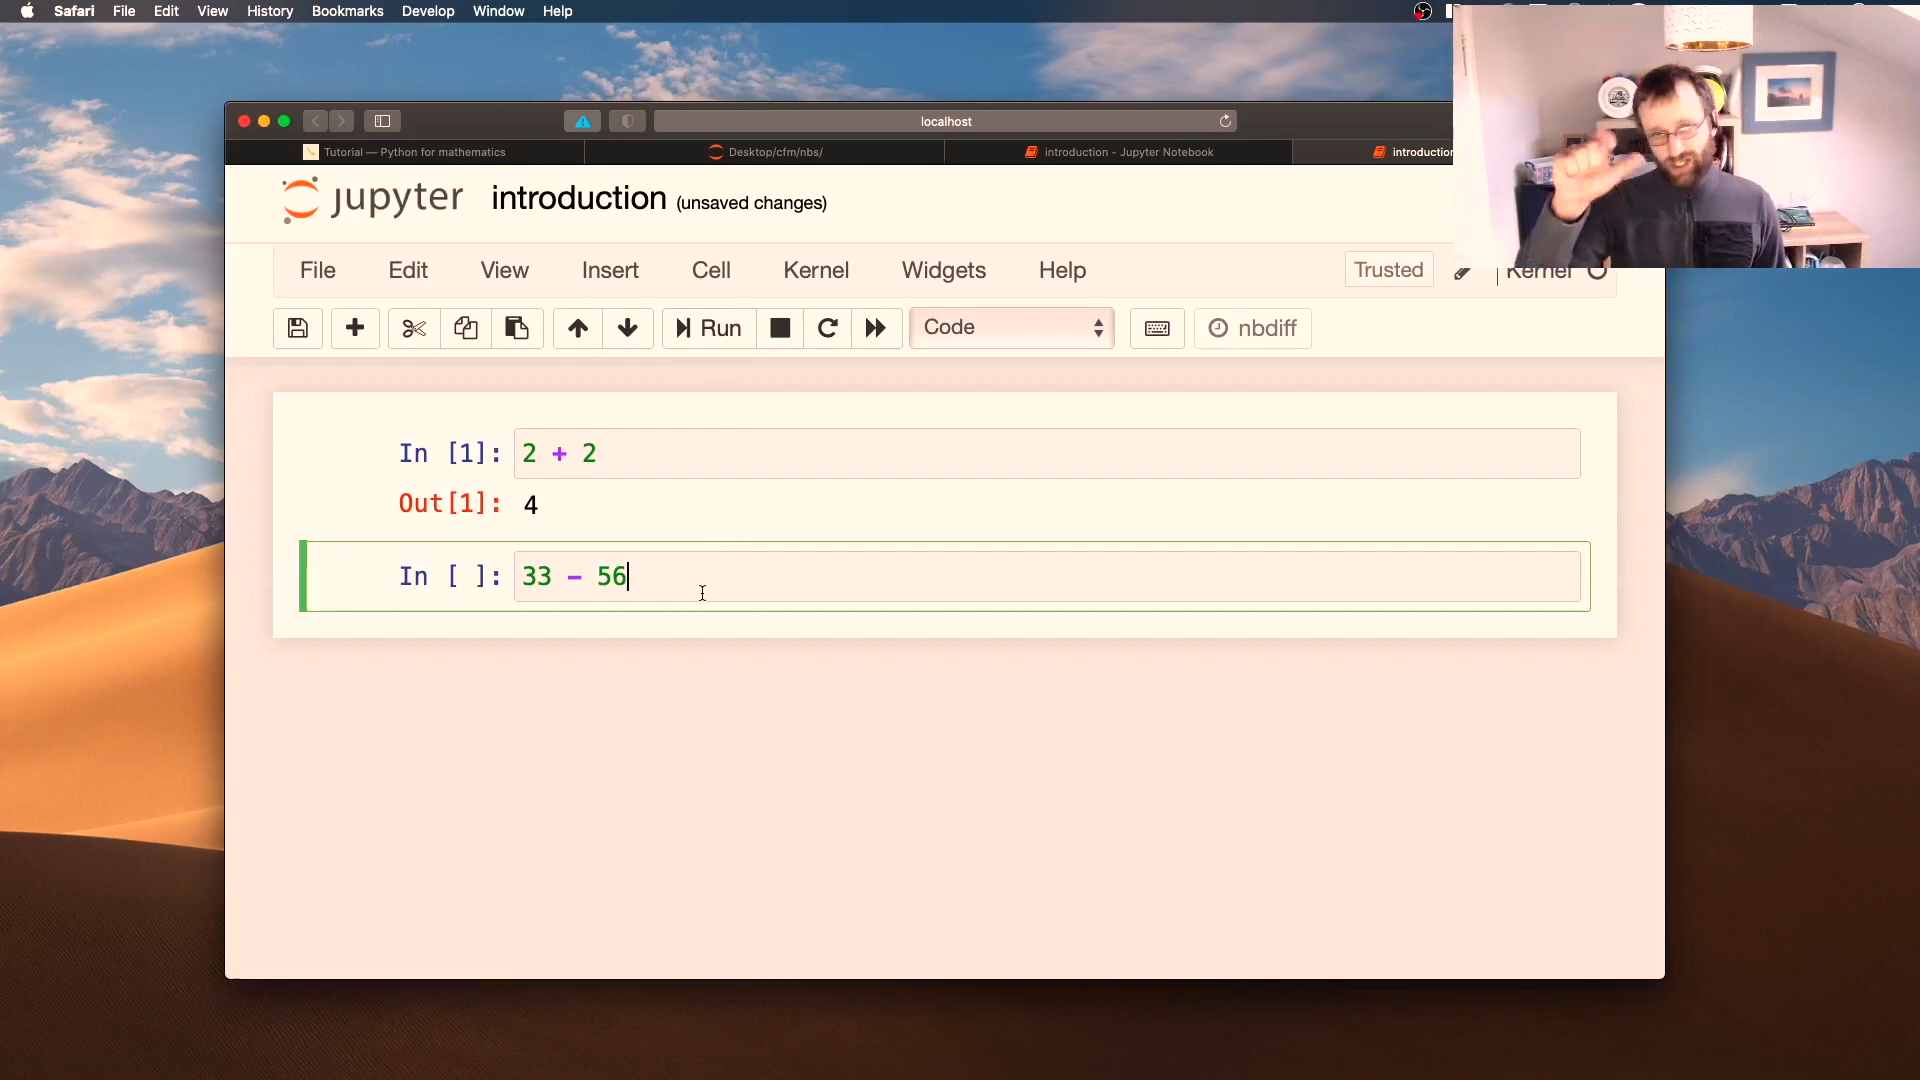 Safari File Edit View History Bookmarks Develop Window Help
localhost
Tutorial — Python for mathematics
Desktop/cfm/nbs/
introduction - Jupyter Notebook
introduction
jupyter introduction (unsaved changes)
File Edit View Insert Cell Kernel Widgets Help
Trusted
Kernel
Run
Code
nbdiff
In [1]: 2 + 2
Out[1]: 4
In [ ]: 33 - 56